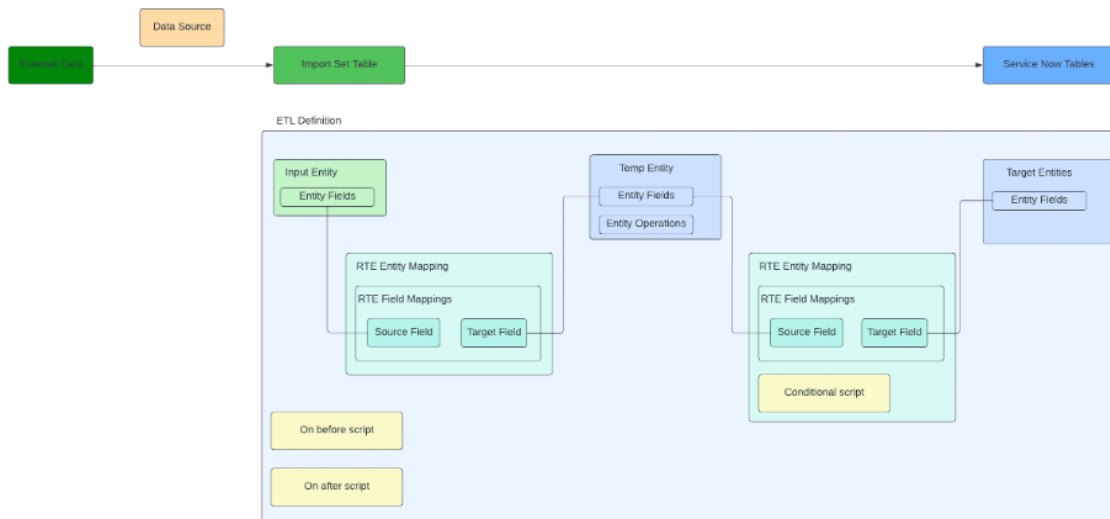 Data Source
External Data
Import Set Table
Service Now Tables
ETL Definition
Input Entity
Entity Fields
Temp Entity
Entity Fields
Entity Operations
Target Entities
Entity Fields
RTE Entity Mapping
RTE Field Mappings
Source Field
Target Field
RTE Entity Mapping
RTE Field Mappings
Source Field
Target Field
Conditional script
On before script
On after script